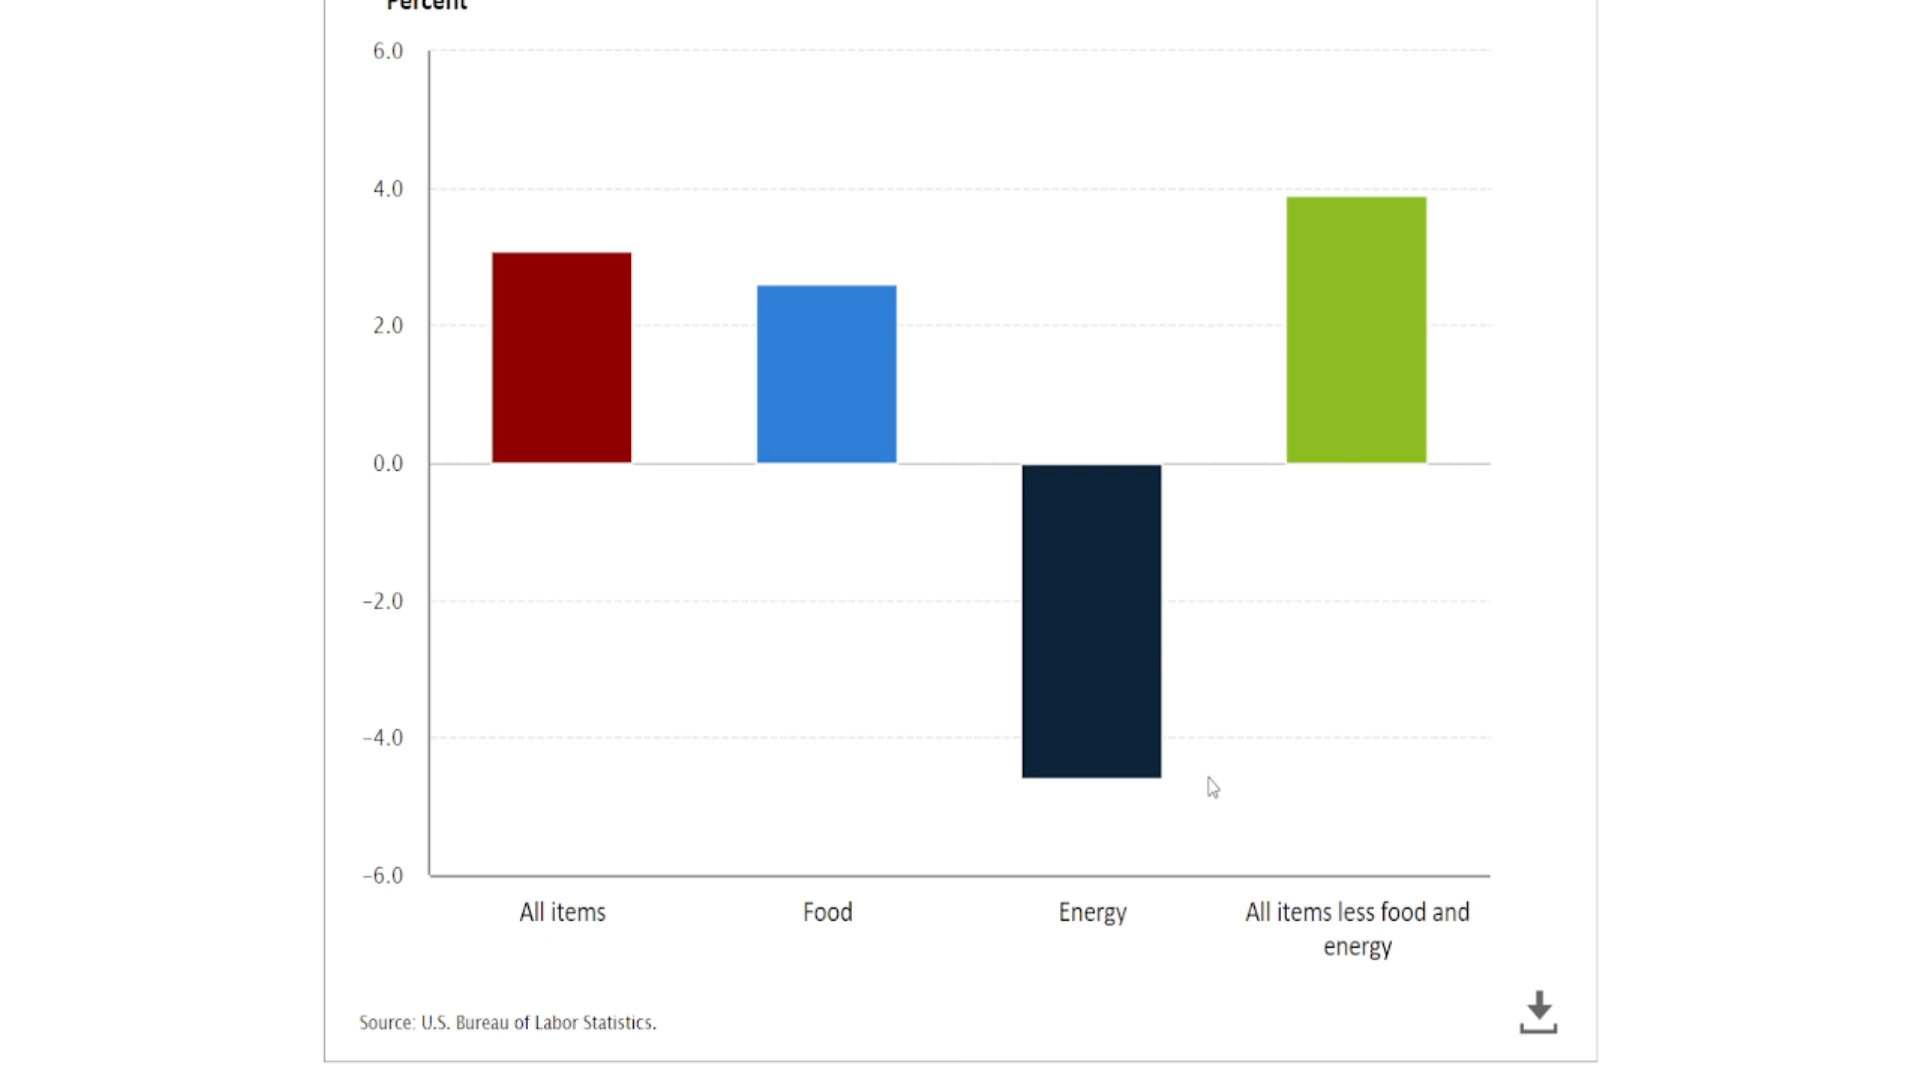 Percent
6.0
4.0
2.0
0.0
−2.0
−4.0
−6.0
All items
Food
Energy
All items less food and
energy
Source: U.S. Bureau of Labor Statistics.